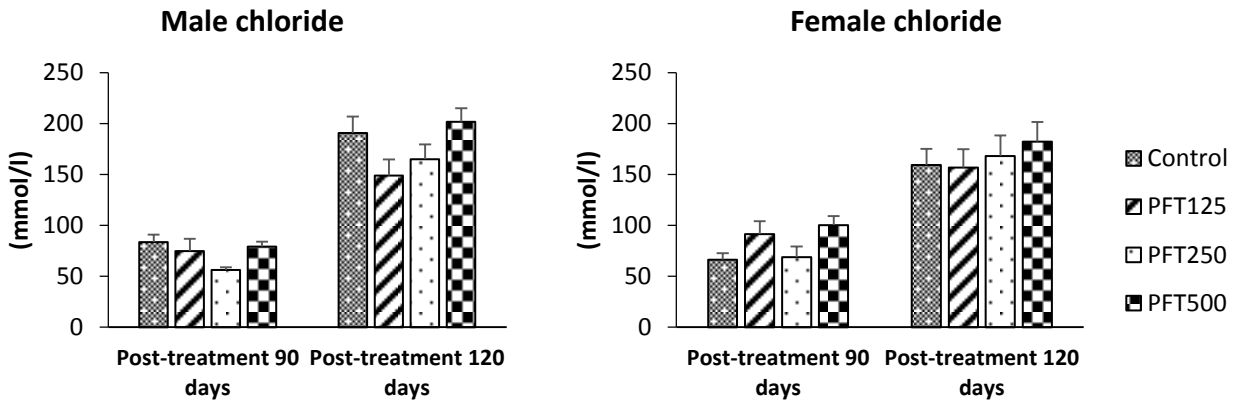 Male chloride
250
200
150
100
50
0
(mmol/l)
Post-treatment 90
days
Post-treatment 120
days
Female chloride
250
200
150
100
50
0
(mmol/l)
Post-treatment 90
days
Post-treatment 120
days
Control
PFT125
PFT250
PFT500